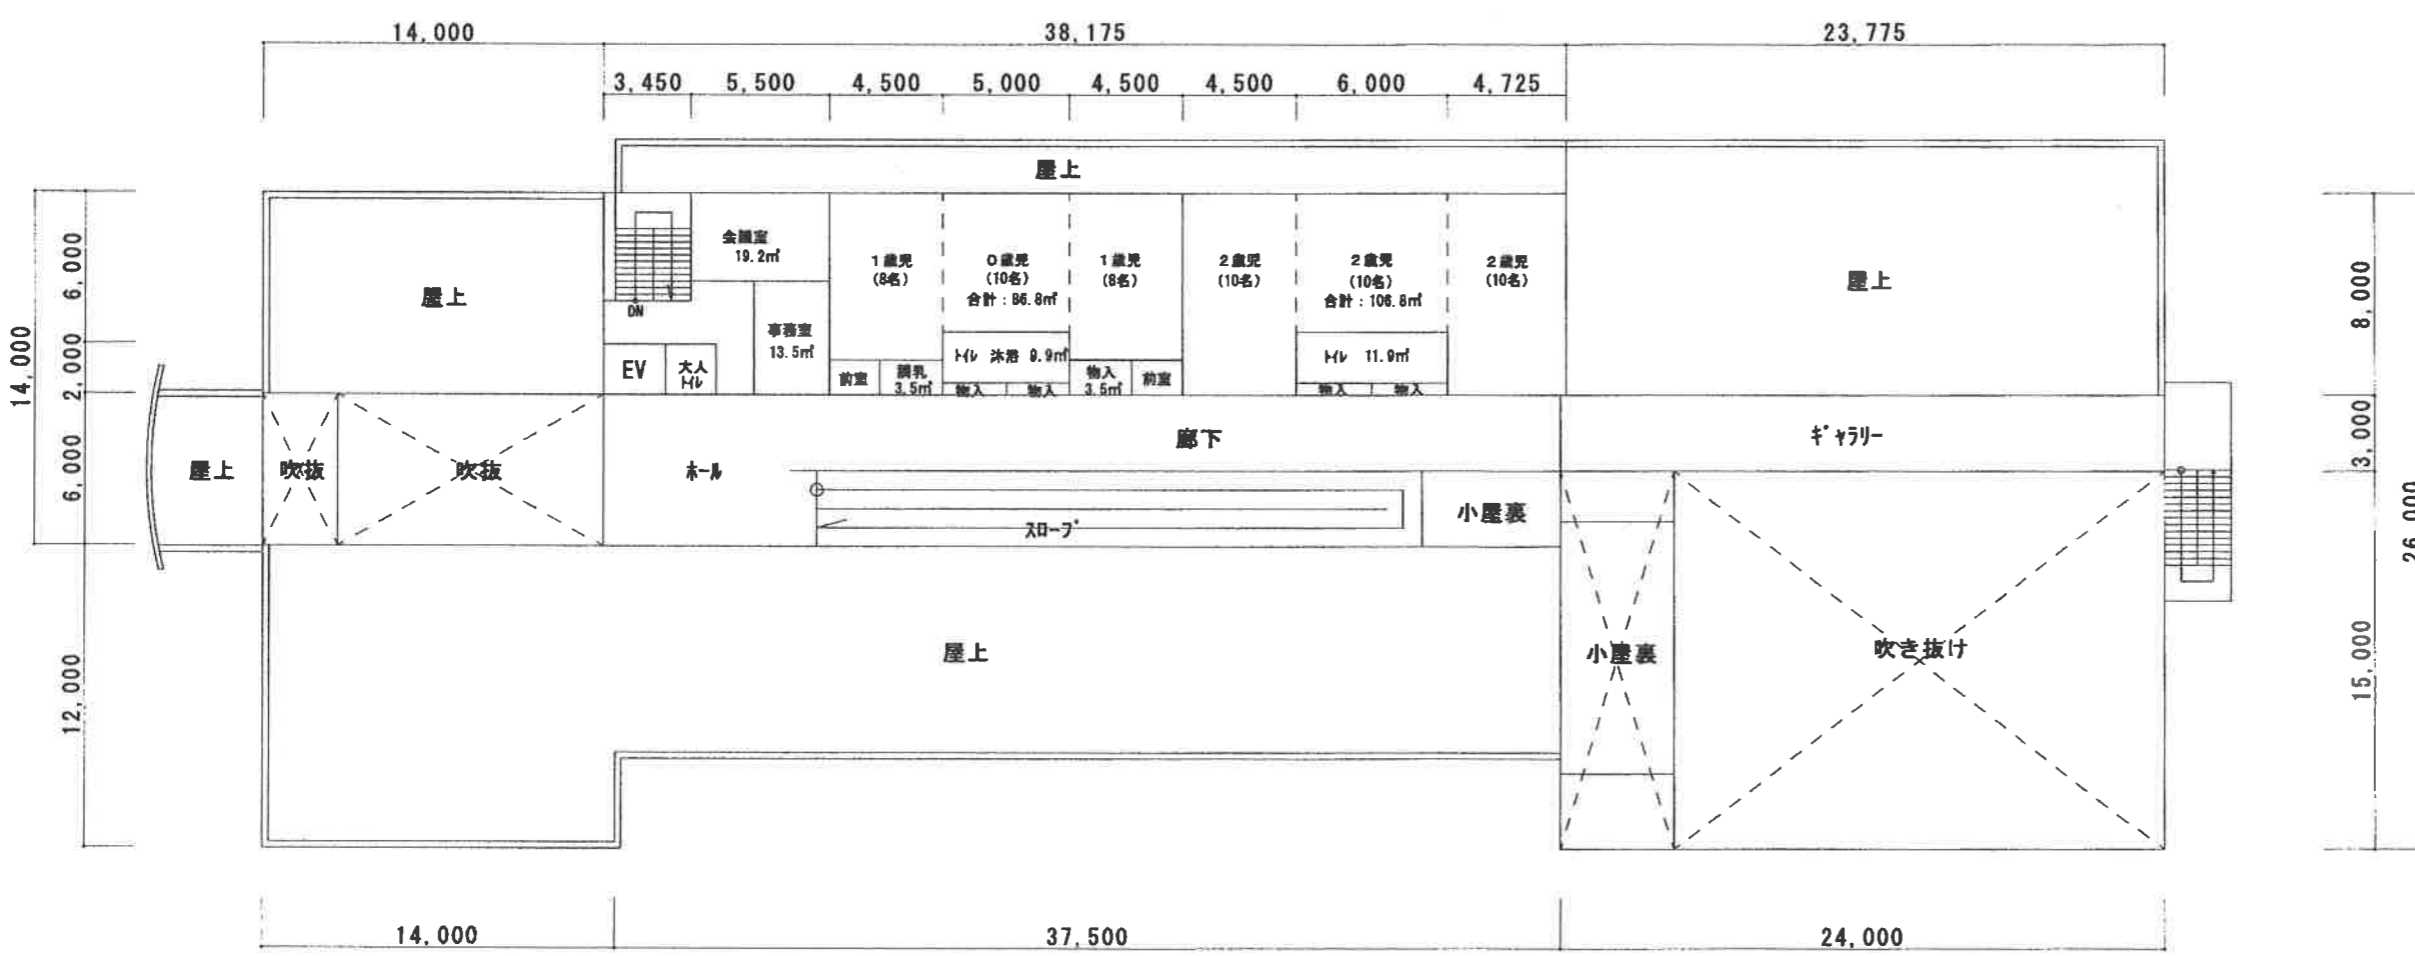 14,000
38,175
23,775
3,450
5,500
4,500
5,000
4,500
4,500
6,000
4,725
屋上
会議室
19.2㎡
1歳児
(8名)
0歳児
(10名)
合計:86.8㎡
1歳児
(8名)
2歳児
(10名)
2歳児
(10名)
合計:106.8㎡
2歳児
(10名)
屋上
屋上
DN
事務室
13.5㎡
EV
大人
トイレ
前室
調乳
3.5㎡
トイレ 沐浴 9.9㎡
物入
物入
物入
3.5㎡
前室
トイレ 11.9㎡
物入
物入
屋上
吹抜
吹抜
ホール
廊下
ギャラリー
スロープ
小屋裏
屋上
小屋裏
吹き抜け
14,000
6,000
2,000
6,000
12,000
8,000
3,000
15,000
26,000
14,000
37,500
24,000